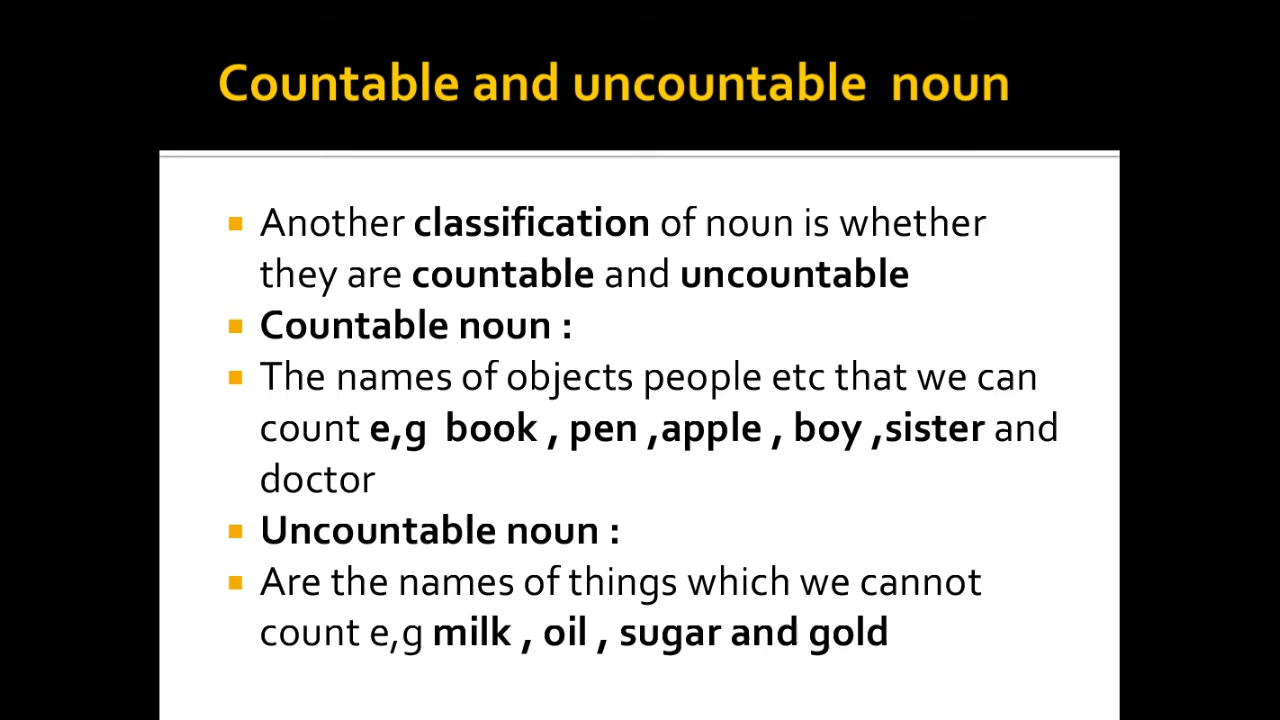 Countable and uncountable noun
Another classification of noun is whether
they are countable and uncountable
Countable noun :
The names of objects people etc that we can
count e,g book , pen ,apple , boy ,sister and
doctor
Uncountable noun :
Are the names of things which we cannot
count e,g milk , oil , sugar and gold